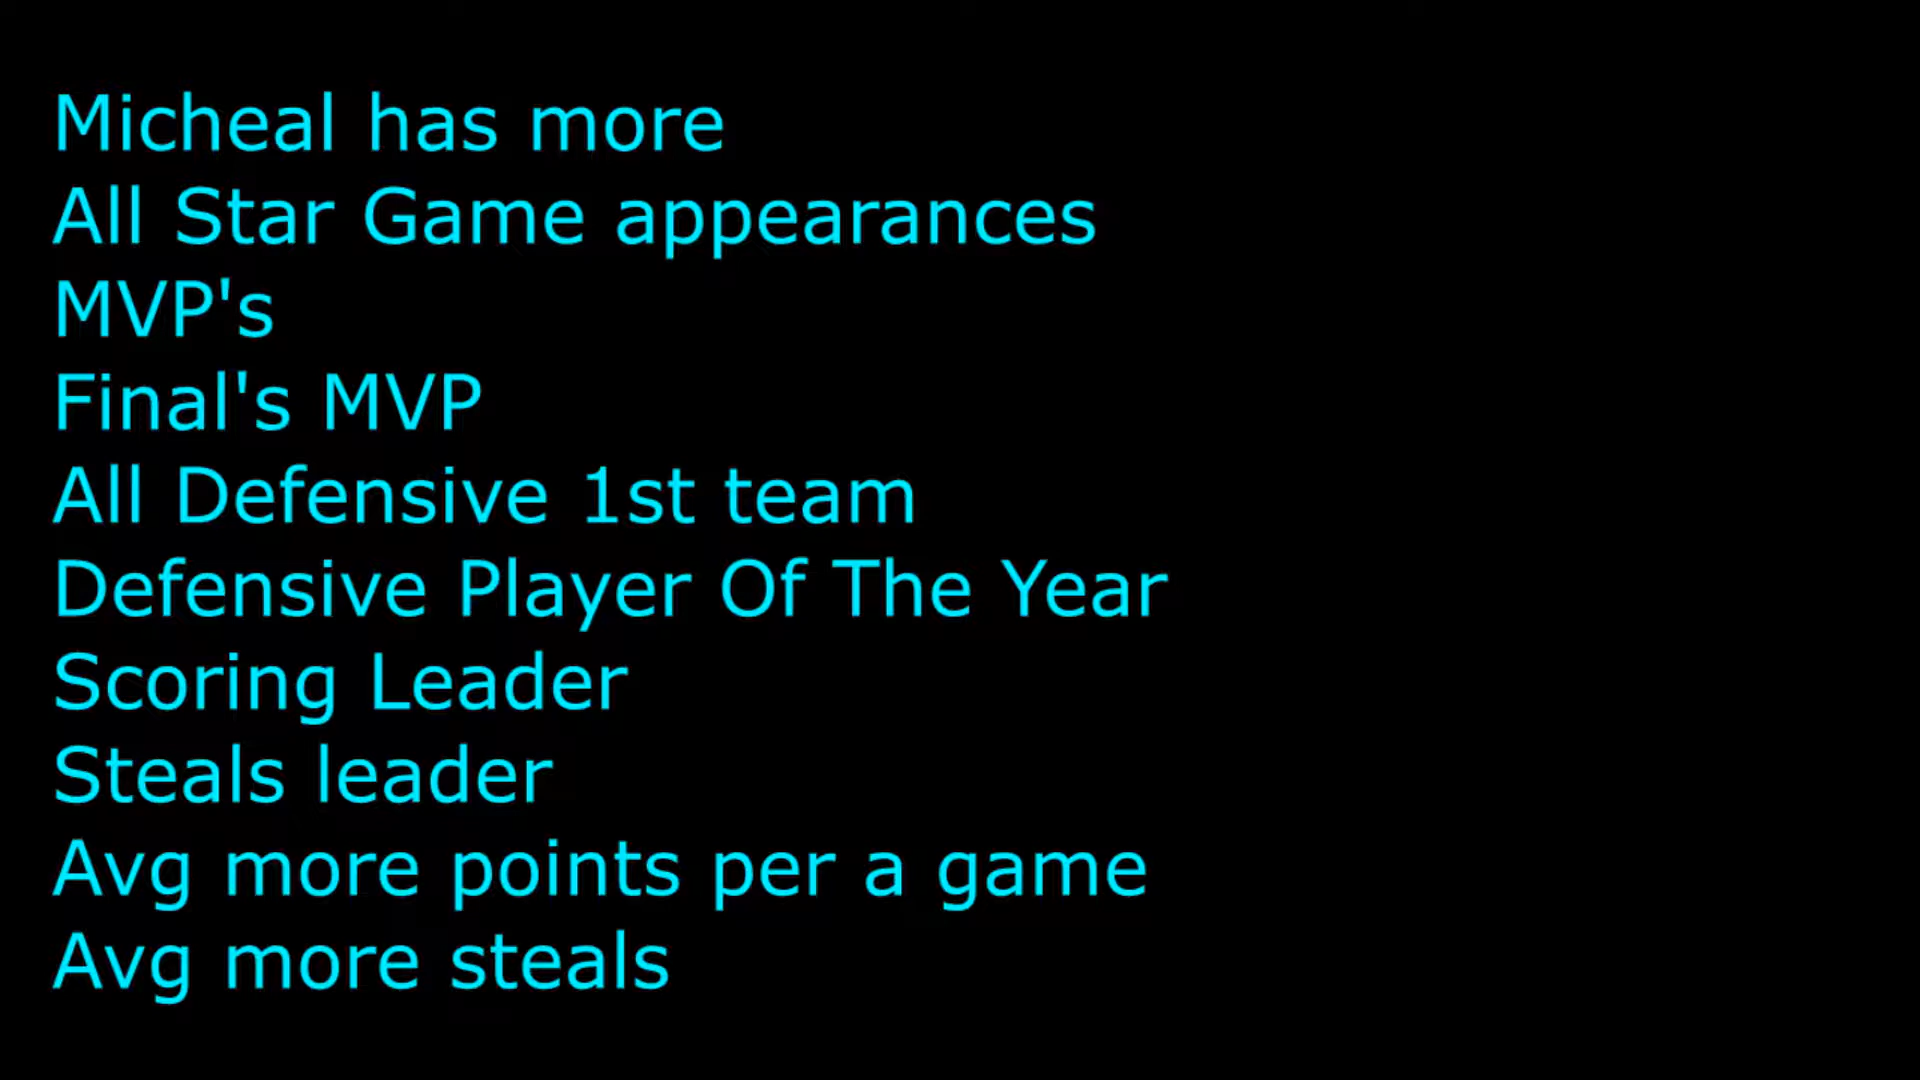 Micheal has more
All Star Game appearances
MVP's
Final's MVP
All Defensive 1st team
Defensive Player Of The Year
Scoring Leader
Steals leader
Avg more points per a game
Avg more steals